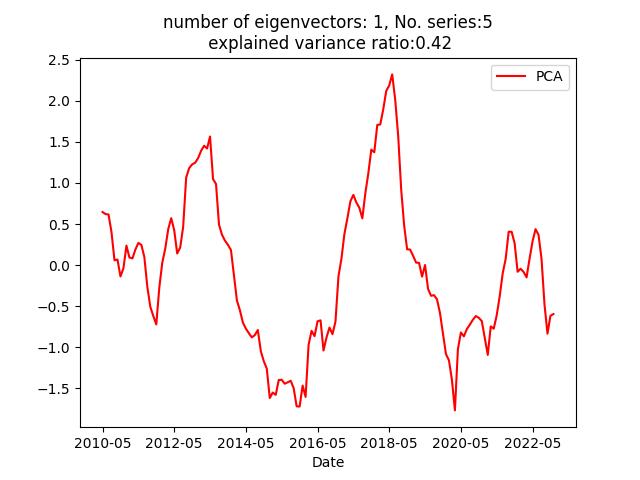 number of eigenvectors: 1, No. series:5
explained variance ratio:0.42
PCA
2.5
2.0
1.5
1.0
0.5
0.0
−0.5
−1.0
−1.5
2010-05 2012-05 2014-05 2016-05 2018-05 2020-05 2022-05
Date